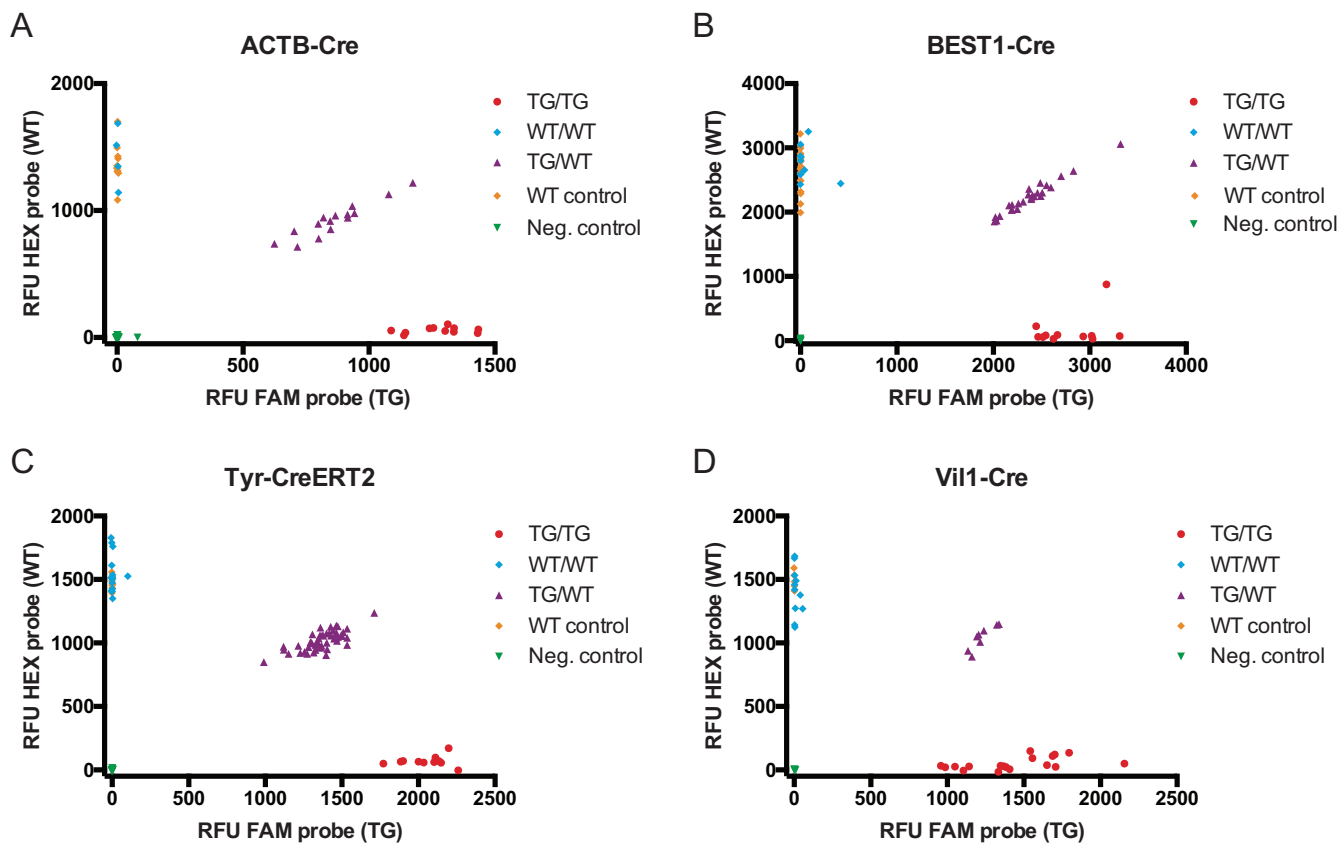 A
ACTB-Cre
RFU HEX probe (WT)
2000
1000
0
0
500
1000
1500
RFU FAM probe (TG)
TG/TG
WT/WT
TG/WT
WT control
Neg. control
B
BEST1-Cre
RFU HEX probe (WT)
4000
3000
2000
1000
0
0
1000
2000
3000
4000
RFU FAM probe (TG)
TG/TG
WT/WT
TG/WT
WT control
Neg. control
C
Tyr-CreERT2
RFU HEX probe (WT)
2000
1500
1000
500
0
0
500
1000
1500
2000
2500
RFU FAM probe (TG)
TG/TG
WT/WT
TG/WT
WT control
Neg. control
D
Vil1-Cre
RFU HEX probe (WT)
2000
1500
1000
500
0
0
500
1000
1500
2000
2500
RFU FAM probe (TG)
TG/TG
WT/WT
TG/WT
WT control
Neg. control